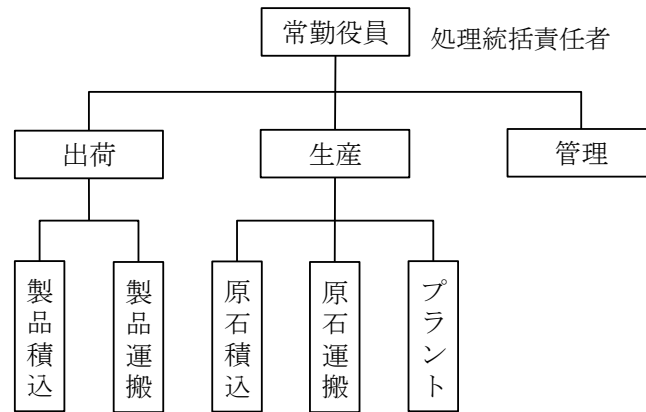 常勤役員
処理統括責任者
出荷
生産
管理
製品積込
製品運搬
原石積込
原石運搬
プラント